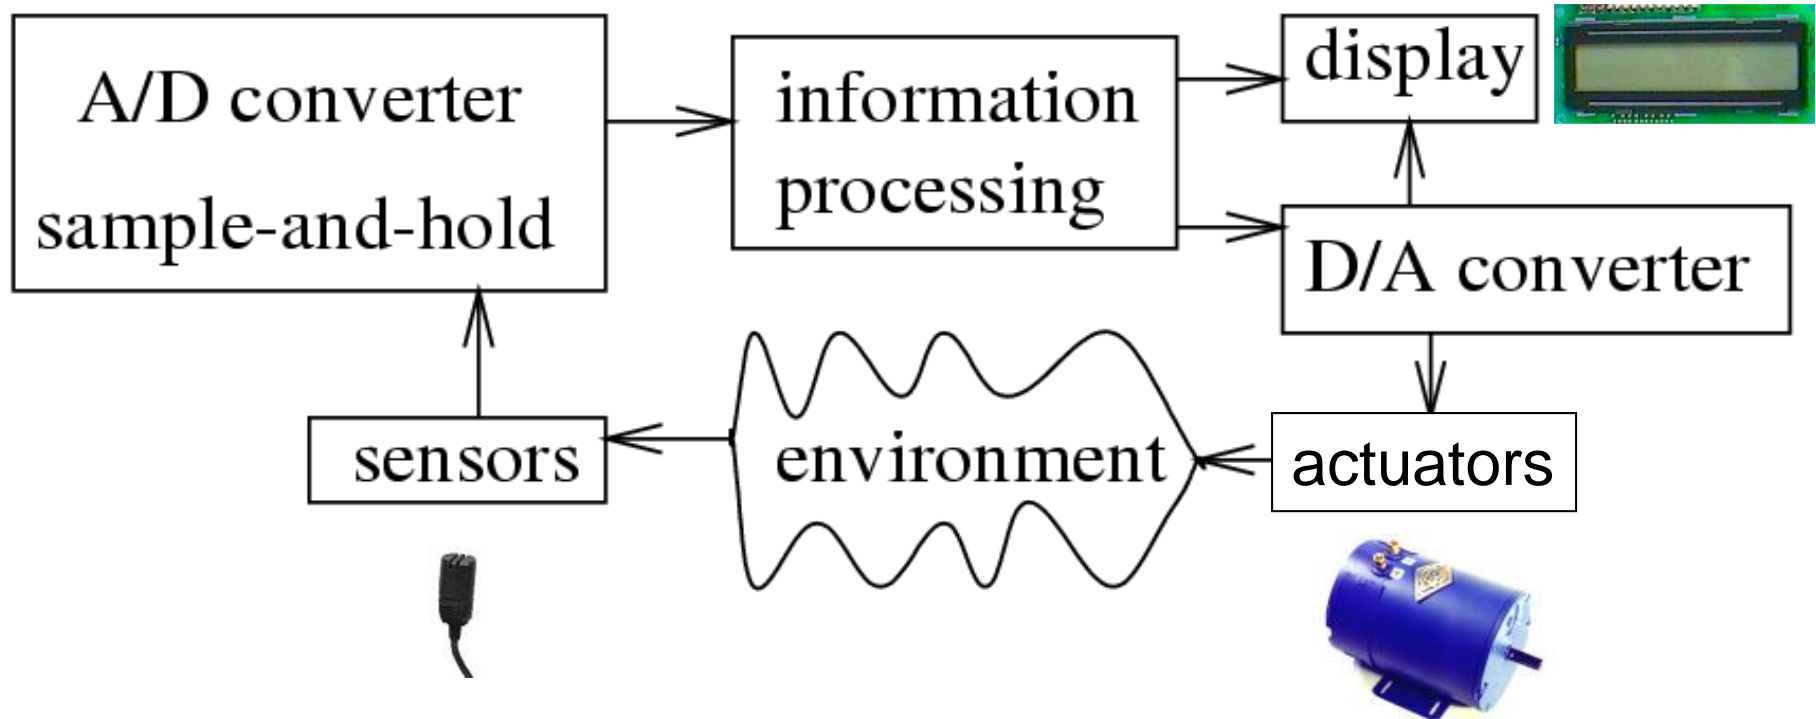 A/D converter
sample-and-hold
information
processing
display
D/A converter
sensors
environment
actuators